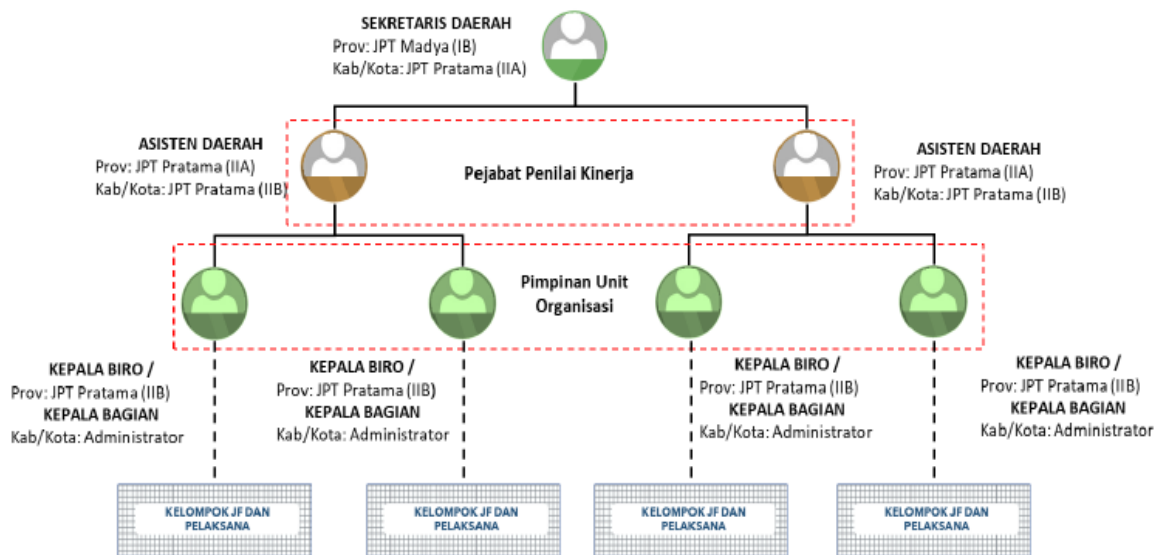 SEKRETARIS DAERAH
Prov: JPT Madya (IB)
Kab/Kota: JPT Pratama (IIA)
ASISTEN DAERAH
Prov: JPT Pratama (IIA)
Kab/Kota: JPT Pratama (IIB)
Pejabat Penilai Kinerja
ASISTEN DAERAH
Prov: JPT Pratama (IIA)
Kab/Kota: JPT Pratama (IIB)
Pimpinan Unit
Organisasi
KEPALA BIRO /
Prov: JPT Pratama (IIB)
KEPALA BAGIAN
Kab/Kota: Administrator
KEPALA BIRO /
Prov: JPT Pratama (IIB)
KEPALA BAGIAN
Kab/Kota: Administrator
KEPALA BIRO /
Prov: JPT Pratama (IIB)
KEPALA BAGIAN
Kab/Kota: Administrator
KEPALA BIRO /
Prov: JPT Pratama (IIB)
KEPALA BAGIAN
Kab/Kota: Administrator
KELOMPOK JF DAN
PELAKSANA
KELOMPOK JF DAN
PELAKSANA
KELOMPOK JF DAN
PELAKSANA
KELOMPOK JF DAN
PELAKSANA